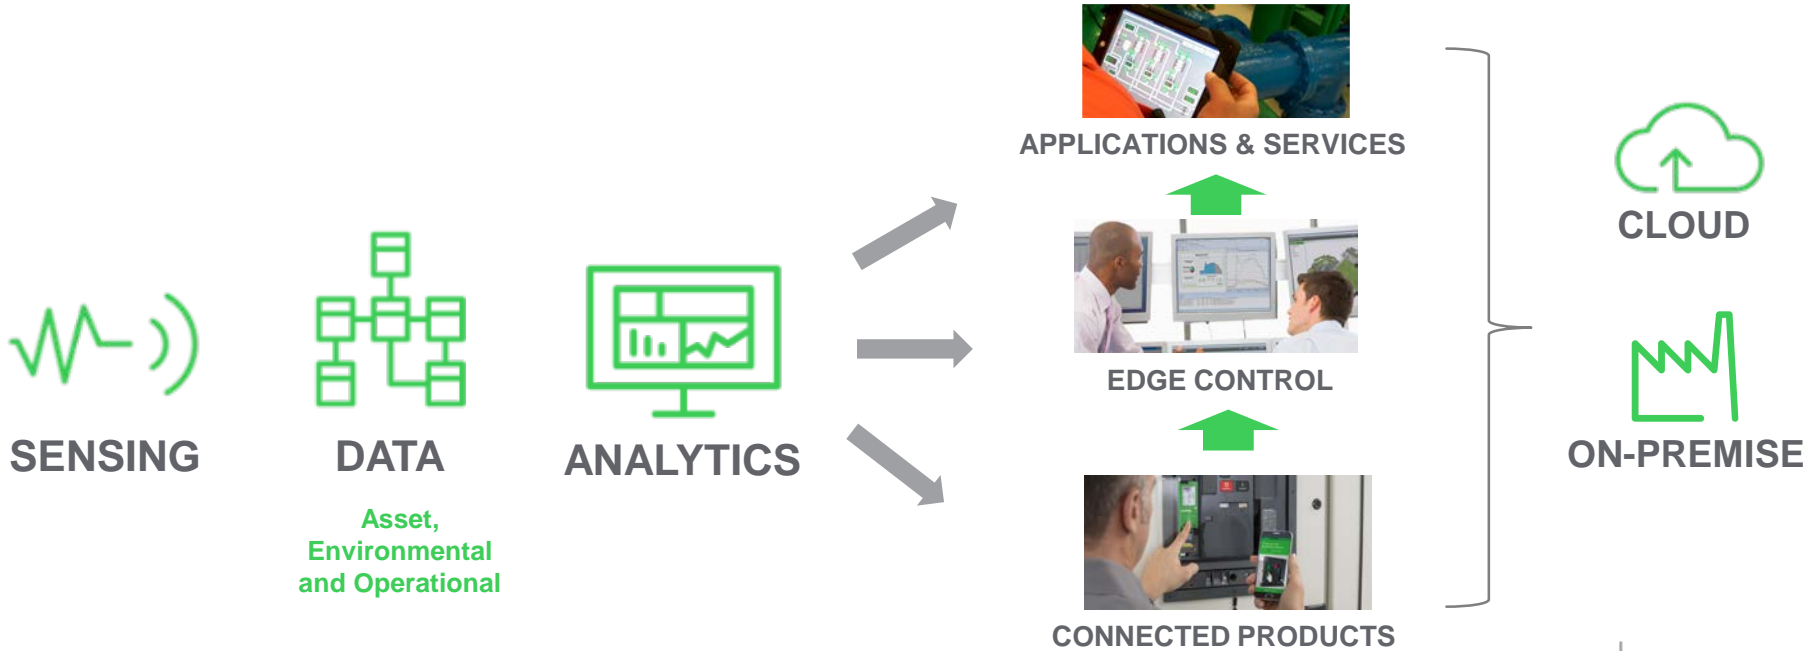 SENSING
DATA
Asset,
Environmental
and Operational
ANALYTICS
APPLICATIONS & SERVICES
EDGE CONTROL
CONNECTED PRODUCTS
CLOUD
ON-PREMISE